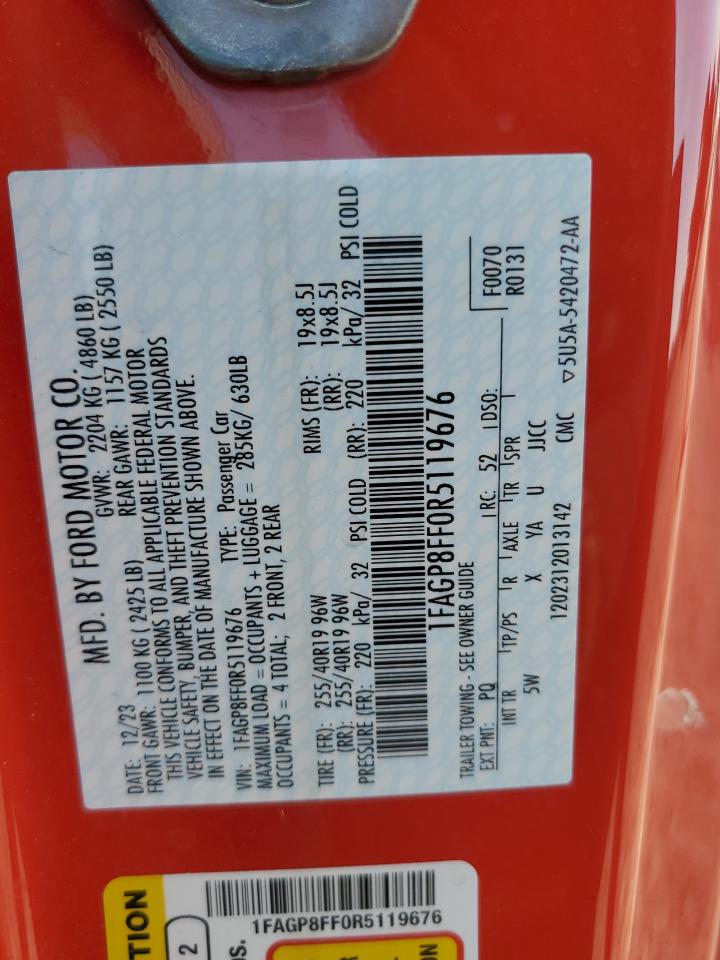 MFD. BY FORD MOTOR CO.
DATE: 12/23 GVWR: 2204 KG ( 4860 LB)
FRONT GAWR: 1100 KG ( 2425 LB) REAR GAWR: 1157 KG ( 2550 LB)
THIS VEHICLE CONFORMS TO ALL APPLICABLE FEDERAL MOTOR
VEHICLE SAFETY, BUMPER, AND THEFT PREVENTION STANDARDS
IN EFFECT ON THE DATE OF MANUFACTURE SHOWN ABOVE.
VIN: 1FAGP8FF0R5119676 TYPE: Passenger Car
MAXIMUM LOAD = OCCUPANTS + LUGGAGE = 285KG/ 630LB
OCCUPANTS = 4 TOTAL; 2 FRONT, 2 REAR
TIRE (FR): 255/40R19 96W RIMS (FR): 19x8.5J
(RR): 255/40R19 96W (RR): 19x8.5J
PRESSURE (FR): 220 kPa/ 32 PSI COLD (RR): 220 kPa/ 32 PSI COLD
1FAGP8FF0R5119676
TRAILER TOWING - SEE OWNER GUIDE
EXT PNT: PQ RC: 52 DSO: F0070
R0131
INT TR TP/PS R AXLE TR SPR
5W X YA U JJCC
1202312013142 CMC ▽5U5A-5420472-AA
TION
2
OS.
1FAGP8FF0R5119676